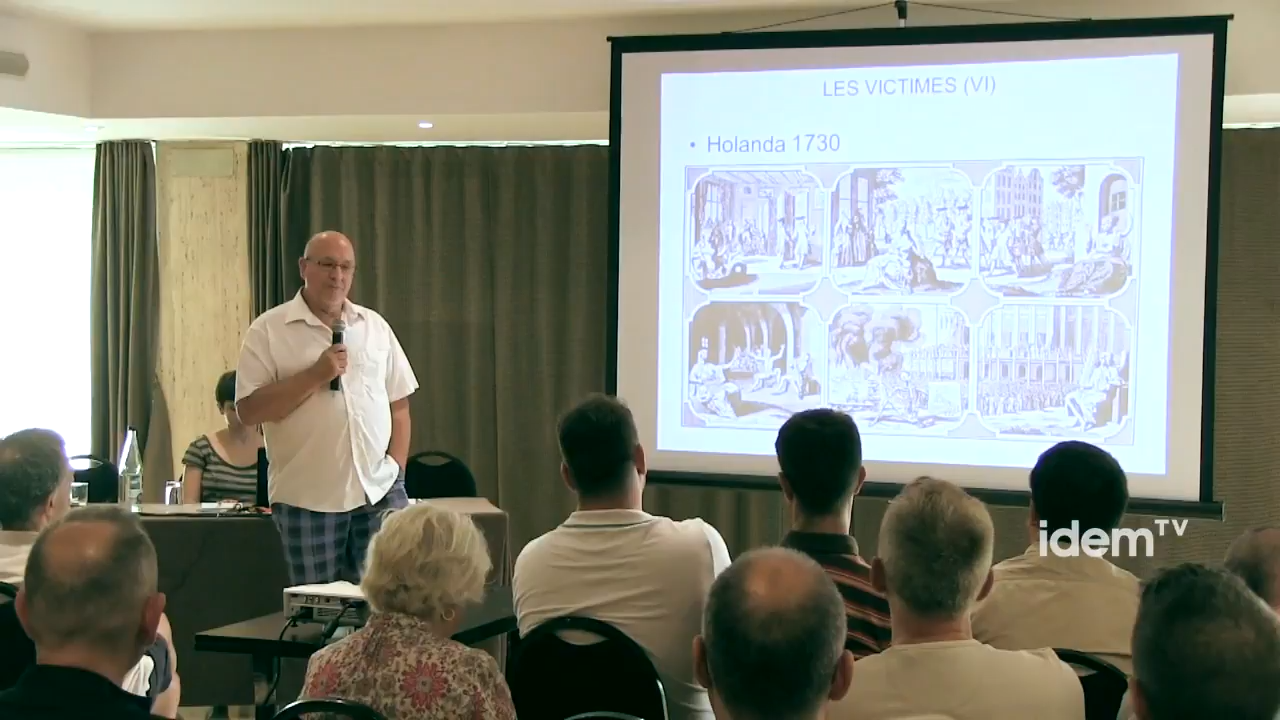 LES VICTIMES (VI)
• Holanda 1730
idemTV